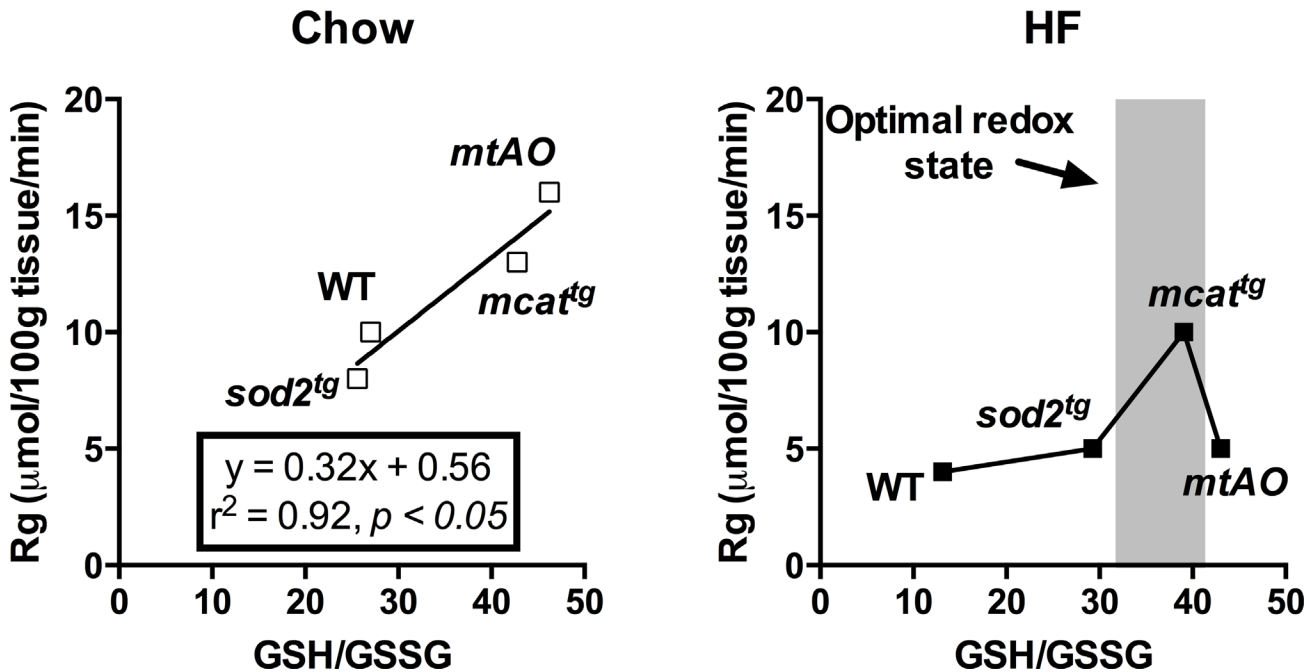 Chow
Rg (μmol/100g tissue/min)
20
15
10
5
0
mtAO
WT
mcat^tg
sod2^tg
y = 0.32x + 0.56
r² = 0.92, p < 0.05
0 10 20 30 40 50
GSH/GSSG
HF
Rg (μmol/100g tissue/min)
20
15
10
5
0
Optimal redox
state
mcat^tg
sod2^tg
WT
mtAO
0 10 20 30 40 50
GSH/GSSG